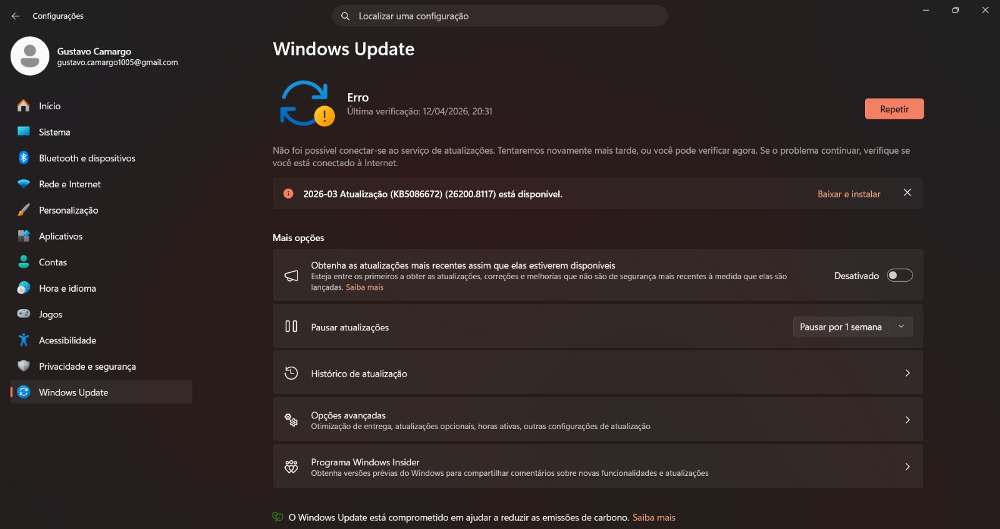 Configurações
Localizar uma configuração
Gustavo Camargo
gustavo.camargo1005@gmail.com
Início
Sistema
Bluetooth e dispositivos
Rede e Internet
Personalização
Aplicativos
Contas
Hora e idioma
Jogos
Acessibilidade
Privacidade e segurança
Windows Update
Windows Update
Erro
Última verificação: 12/04/2026, 20:31
Repetir
Não foi possível conectar-se ao serviço de atualizações. Tentaremos novamente mais tarde, ou você pode verificar agora. Se o problema continuar, verifique se
você está conectado à Internet.
2026-03 Atualização (KB5086672) (26200.8117) está disponível.
Baixar e instalar
Mais opções
Obtenha as atualizações mais recentes assim que elas estiverem disponíveis
Esteja entre os primeiros a obter as atualizações, correções e melhorias que não são de segurança mais recentes à medida que elas são
lançadas. Saiba mais
Desativado
Pausar atualizações
Pausar por 1 semana
Histórico de atualização
Opções avançadas
Otimização de entrega, atualizações opcionais, horas ativas, outras configurações de atualização
Programa Windows Insider
Obtenha versões prévias do Windows para compartilhar comentários sobre novas funcionalidades e atualizações
O Windows Update está comprometido em ajudar a reduzir as emissões de carbono. Saiba mais